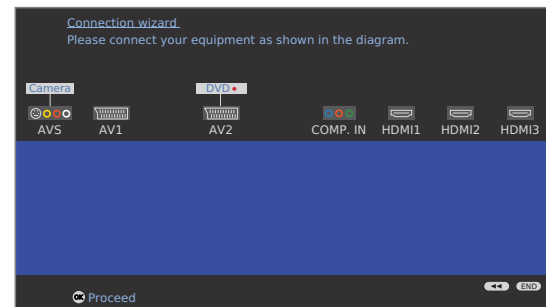 Connection wizard
Please connect your equipment as shown in the diagram.
Camera DVD
AVS AV1 AV2 COMP. IN HDMI1 HDMI2 HDMI3
END
OK Proceed